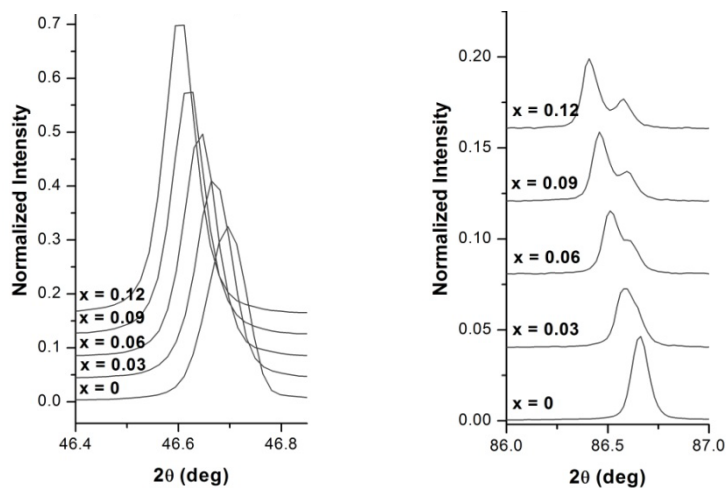 0.7
0.6
0.5
0.4
0.3
0.2
0.1
0.0
Normalized Intensity
x = 0.12
x = 0.09
x = 0.06
x = 0.03
x = 0
46.4
46.6
46.8
2θ (deg)
0.20
0.15
0.10
0.05
0.00
Normalized Intensity
x = 0.12
x = 0.09
x = 0.06
x = 0.03
x = 0
86.0
86.5
87.0
2θ (deg)